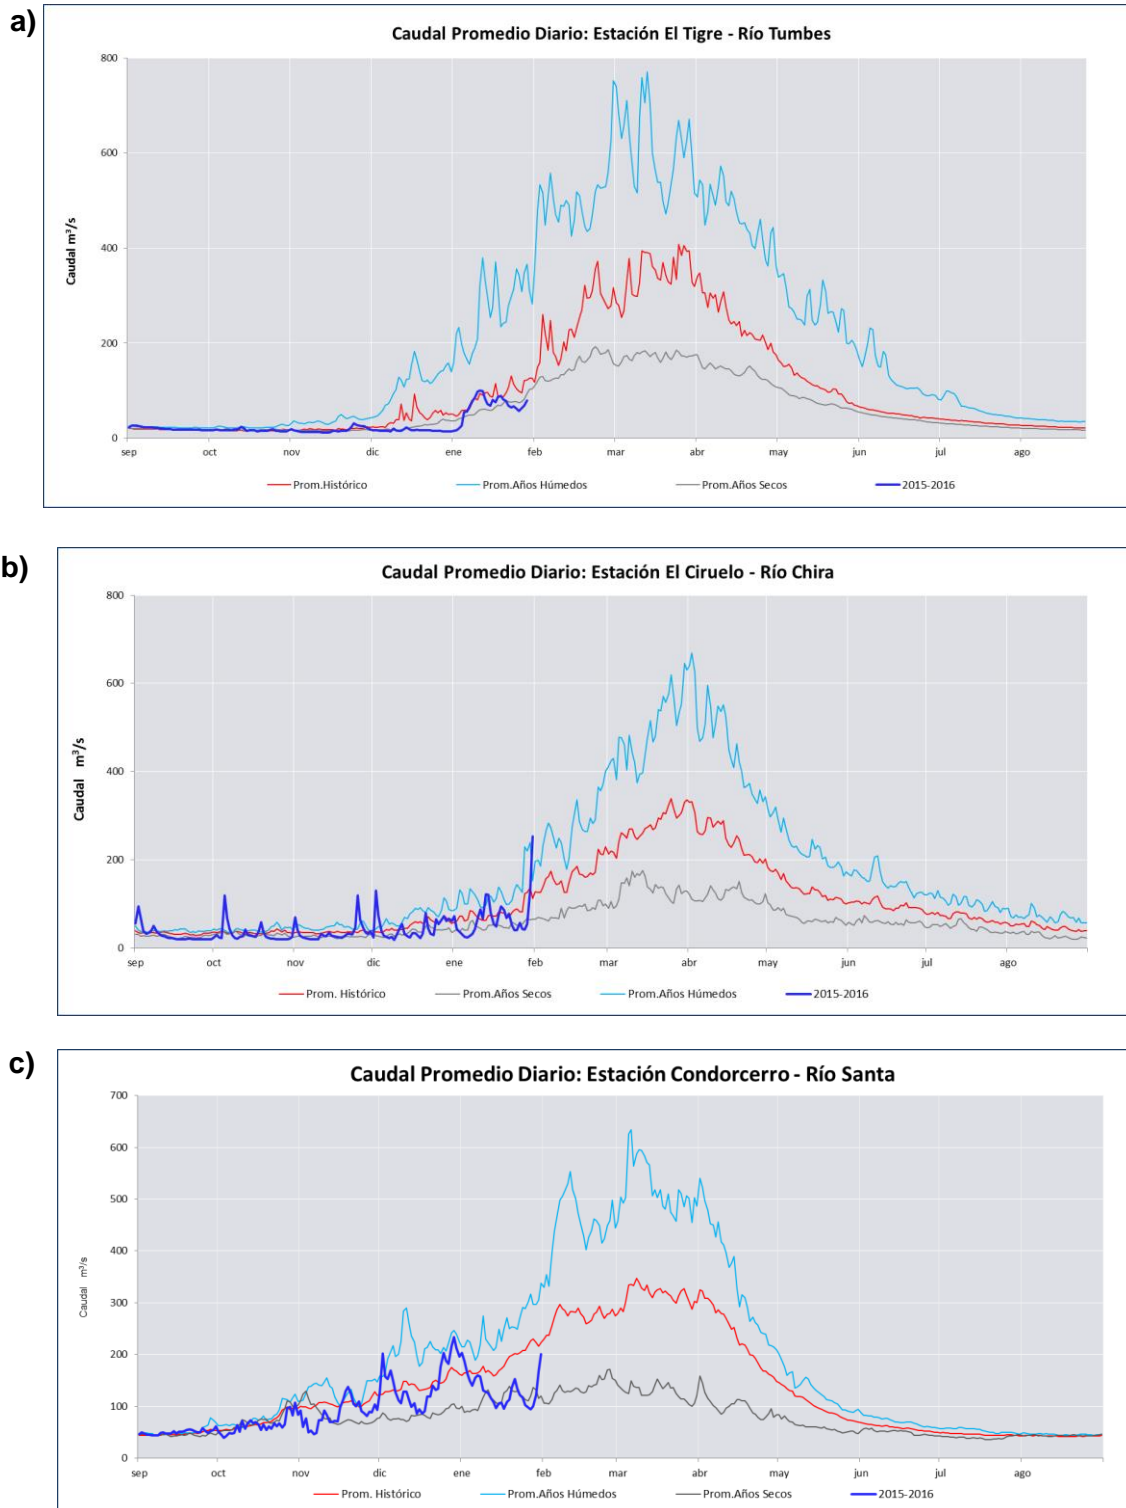 a)
Caudal Promedio Diario: Estación El Tigre - Río Tumbes
800
600
400
200
0
Caudal m³/s
sep oct nov dic ene feb mar abr may jun jul ago
Prom.Histórico Prom.Años Húmedos Prom.Años Secos 2015-2016
b)
Caudal Promedio Diario: Estación El Ciruelo - Río Chira
800
600
400
200
0
Caudal m³/s
sep oct nov dic ene feb mar abr may jun jul ago
Prom. Histórico Prom.Años Secos Prom.Años Húmedos 2015-2016
c)
Caudal Promedio Diario: Estación Condorcerro - Río Santa
700
600
500
400
300
200
100
0
Caudal m³/s
sep oct nov dic ene feb mar abr may jun jul ago
Prom. Histórico Prom.Años Húmedos Prom.Años Secos 2015-2016